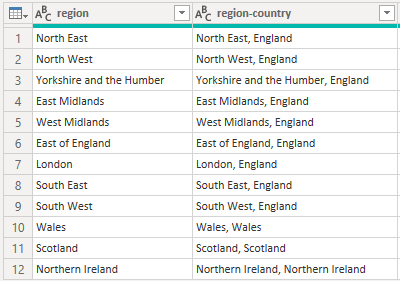 ABC region ABC region-country
1 North East North East, England
2 North West North West, England
3 Yorkshire and the Humber Yorkshire and the Humber, England
4 East Midlands East Midlands, England
5 West Midlands West Midlands, England
6 East of England East of England, England
7 London London, England
8 South East South East, England
9 South West South West, England
10 Wales Wales, Wales
11 Scotland Scotland, Scotland
12 Northern Ireland Northern Ireland, Northern Ireland